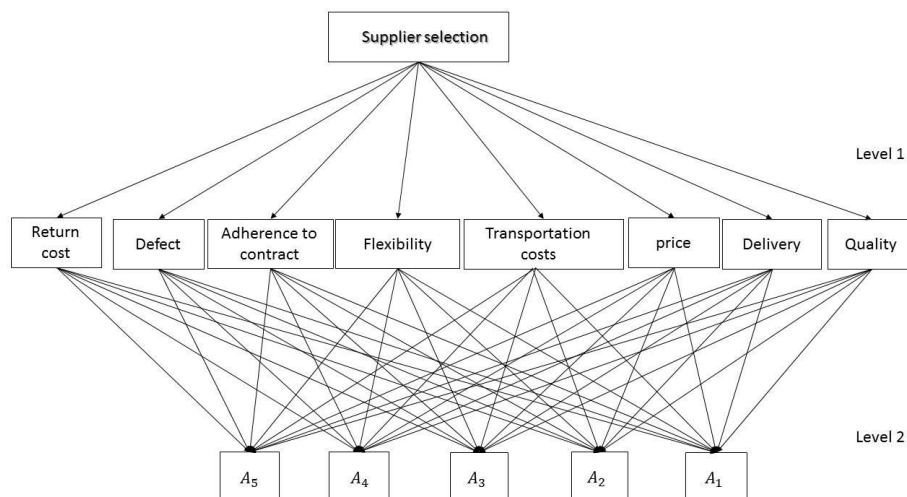 Supplier selection
Level 1
Return
cost
Defect
Adherence to
contract
Flexibility
Transportation
costs
price
Delivery
Quality
Level 2
A₅
A₄
A₃
A₂
A₁